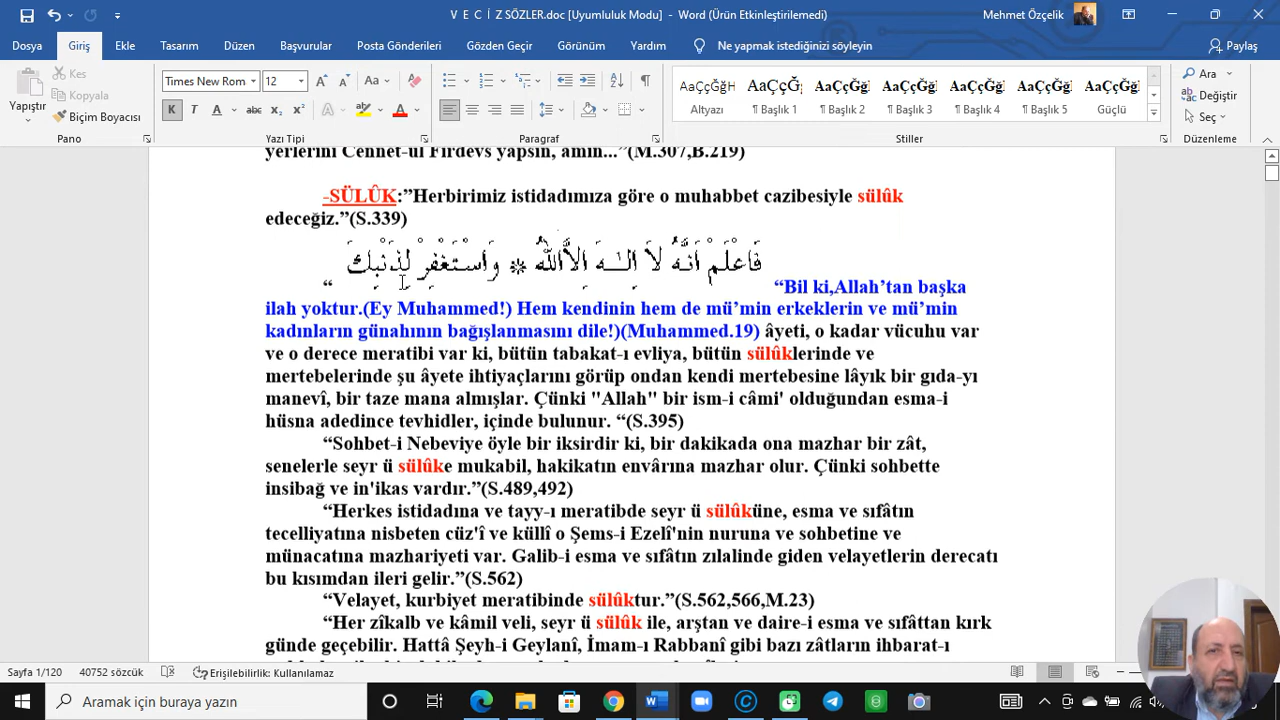 V E C İ Z SÖZLER.doc [Uyumluluk Modu] - Word (Ürün Etkinleştirilemedi)
Mehmet Özçelik
Dosya Giriş Ekle Tasarım Düzen Başvurular Posta Gönderileri Gözden Geçir Görünüm Yardım Ne yapmak istediğinizi söyleyin Paylaş
Yapıştır
Kes
Kopyala
Biçim Boyacısı
Times New Rom 12
AaÇçĞğH AaÇçĞ AaÇçĞğ AaÇçĞğ AaÇçĞğ AaÇçĞğ AaÇçĞğ
Altyazı ¶ Başlık 1 ¶ Başlık 2 ¶ Başlık 3 ¶ Başlık 4 ¶ Başlık 5 Güçlü
Ara
Değiştir
Seç
Pano Yazı Tipi Paragraf Stiller Düzenleme
yerlerini Cennet-ül Firdevs yapsın, âmin..."(M.307,B.219)
-SÜLÛK:"Herbirimiz istidadımıza göre o muhabbet cazibesiyle sülûk
edeceğiz."(S.339)
فَاعْلَمْ اَنَّهُ لاَ اِلـٰهَ اِلاَّاللّٰهُ * وَاسْتَغْفِرْ لِذَنْبِكَ
“ “Bil ki,Allah’tan başka
ilah yoktur.(Ey Muhammed!) Hem kendinin hem de mü’min erkeklerin ve mü’min
kadınların günahının bağışlanmasını dile!)(Muhammed.19) âyeti, o kadar vücuhu var
ve o derece meratibi var ki, bütün tabakat-ı evliya, bütün sülûklerinde ve
mertebelerinde şu âyete ihtiyaçlarını görüp ondan kendi mertebesine lâyık bir gıda-yı
manevî, bir taze mana almışlar. Çünki "Allah" bir ism-i câmi' olduğundan esma-i
hüsna adedince tevhidler, içinde bulunur. “(S.395)
“Sohbet-i Nebeviye öyle bir iksirdir ki, bir dakikada ona mazhar bir zât,
senelerle seyr ü sülûke mukabil, hakikatın envârına mazhar olur. Çünki sohbette
insibağ ve in'ikas vardır.”(S.489,492)
“Herkes istidadına ve tayy-ı meratibde seyr ü sülûküne, esma ve sıfâtın
tecelliyatına nisbeten cüz'î ve küllî o Şems-i Ezelî'nin nuruna ve sohbetine ve
münacatına mazhariyeti var. Galib-i esma ve sıfâtın zılalinde giden velayetlerin derecatı
bu kısımdan ileri gelir.”(S.562)
“Velayet, kurbiyet meratibinde sülûktur.”(S.562,566,M.23)
“Her zîkalb ve kâmil veli, seyr ü sülûk ile, arştan ve daire-i esma ve sıfâttan kırk
günde geçebilir. Hattâ Şeyh-i Geylanî, İmam-ı Rabbanî gibi bazı zâtların ihbarat-ı
Sayfa 1/120 40752 sözcük Erişilebilirlik: Kullanılamaz
Aramak için buraya yazın